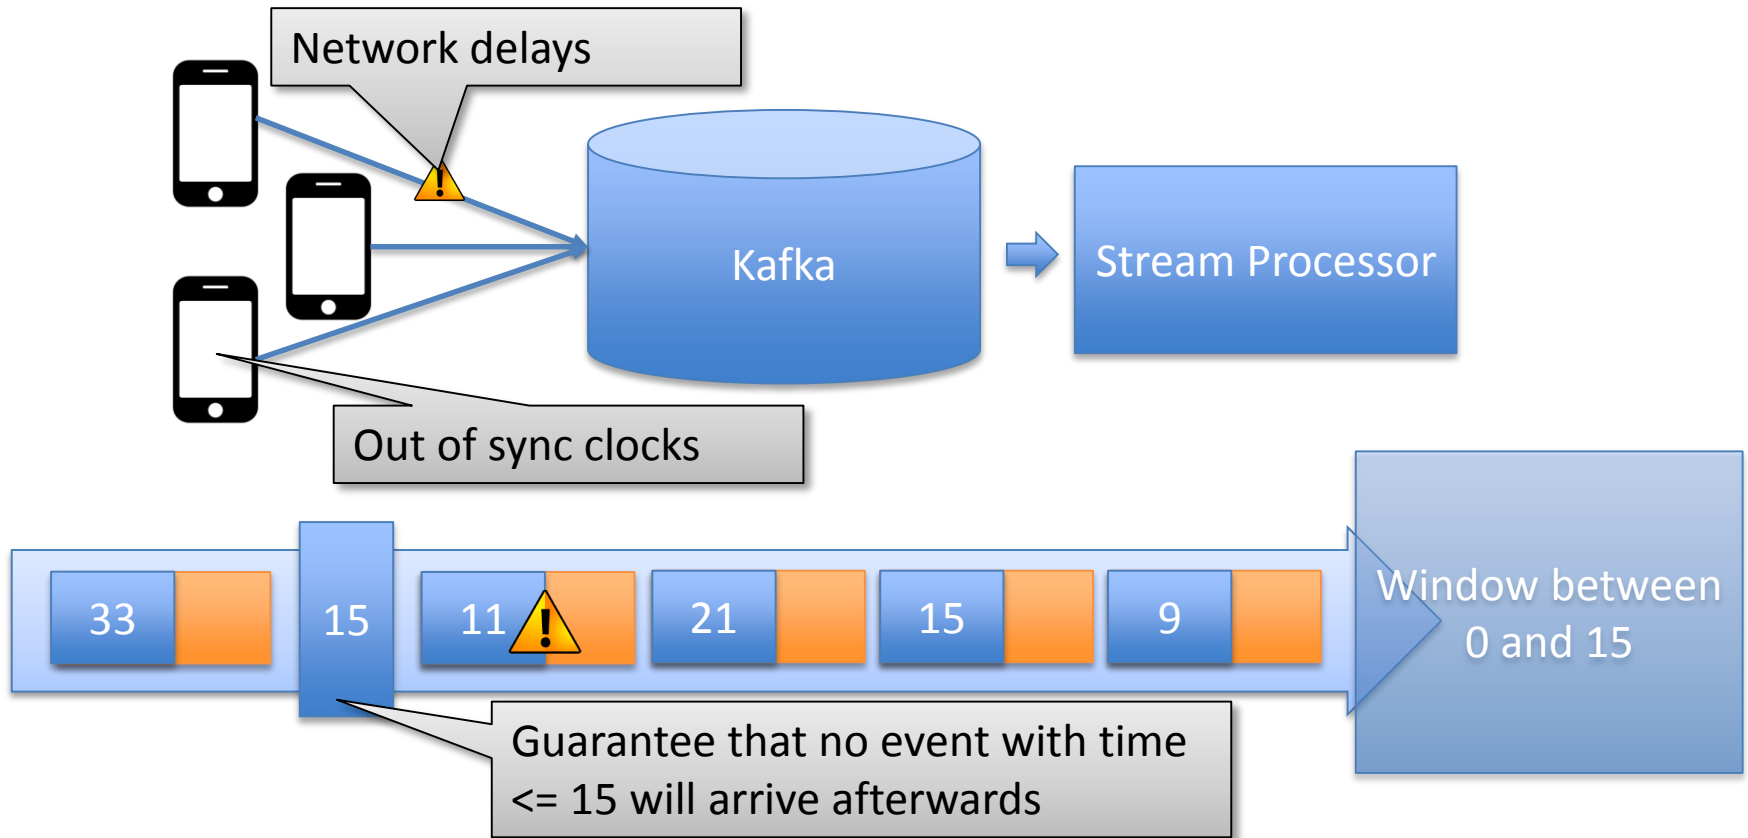 Network delays
Kafka
Stream Processor
Out of sync clocks
33
15
11
21
15
9
Window between
0 and 15
Guarantee that no event with time
<= 15 will arrive afterwards